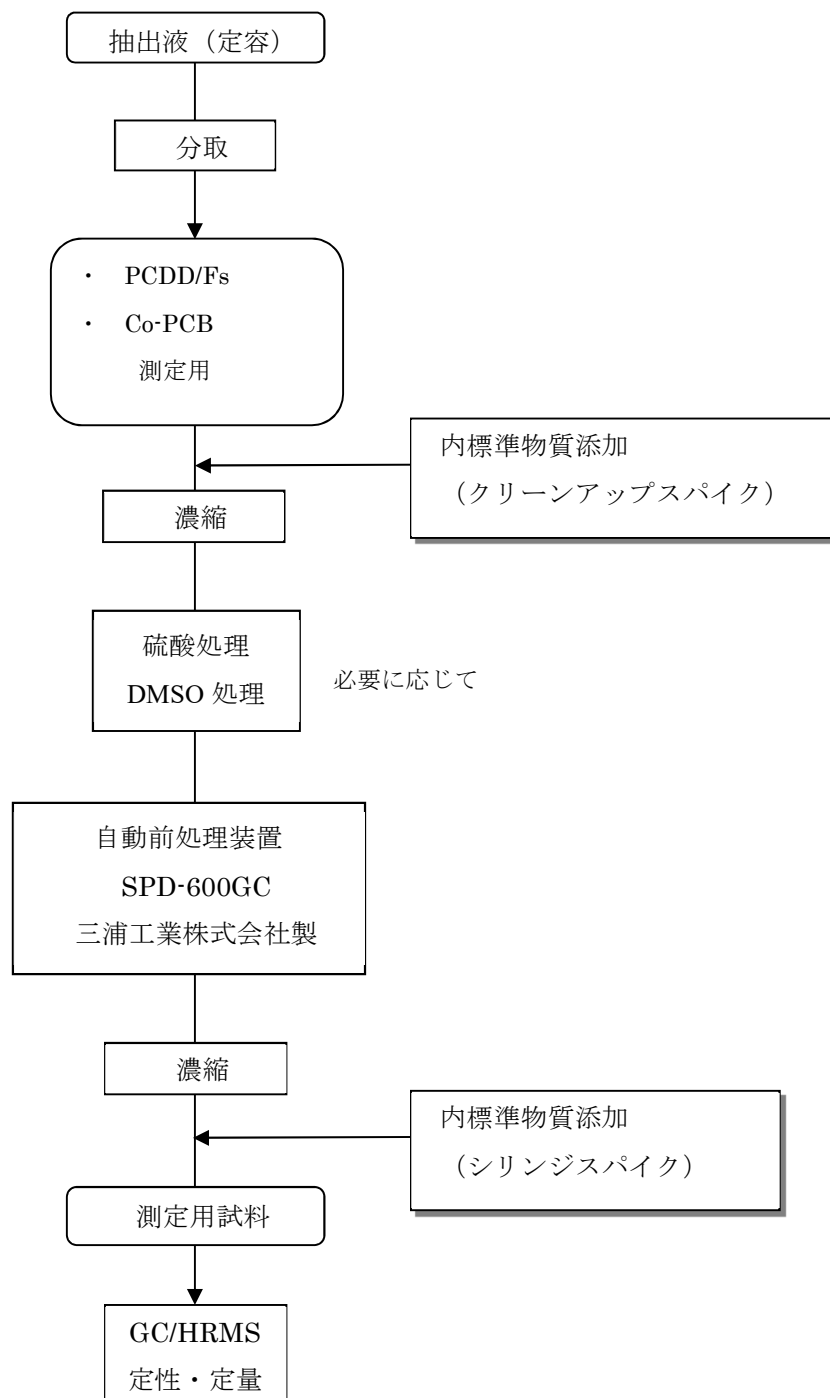 抽出液（定容）
分取
・ PCDD/Fs
・ Co-PCB
測定用
内標準物質添加
（クリーンアップスパイク）
濃縮
硫酸処理
DMSO 処理
必要に応じて
自動前処理装置
SPD-600GC
三浦工業株式会社製
濃縮
内標準物質添加
（シリンジスパイク）
測定用試料
GC/HRMS
定性・定量